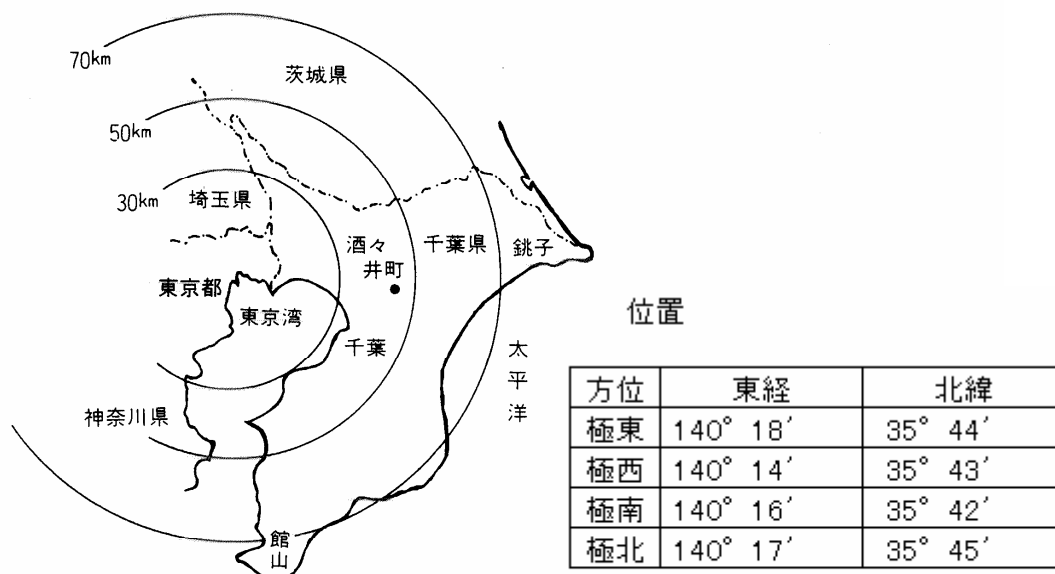 70km
茨城県
50km
30km
埼玉県
酒々
井町
千葉県
銚子
東京都
東京湾
千葉
太平洋
神奈川県
館山
位置
方位 東経 北緯
極東 140° 18′ 35° 44′
極西 140° 14′ 35° 43′
極南 140° 16′ 35° 42′
極北 140° 17′ 35° 45′